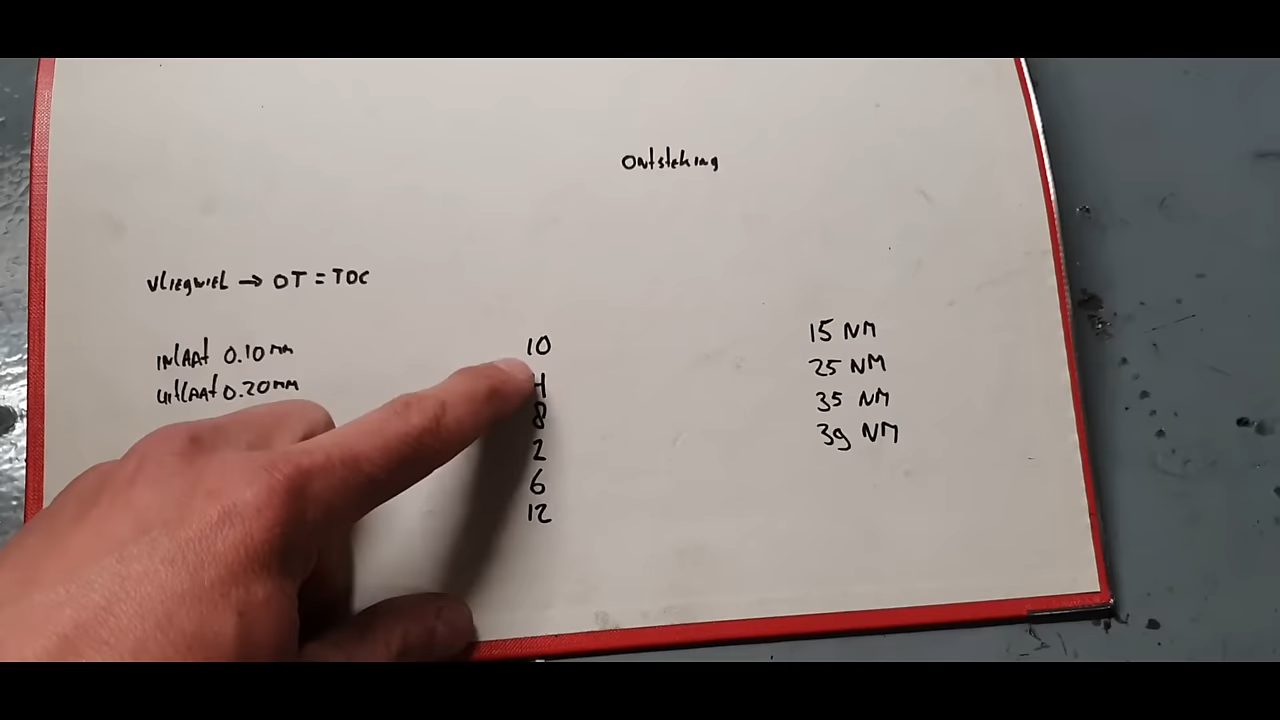 Ontsteking
VLIEGWIEL → OT = TDC
INLAAt 0.10mm
UItLAAt 0.20mm
10
4
8
2
6
12
15 NM
25 NM
35 NM
39 NM